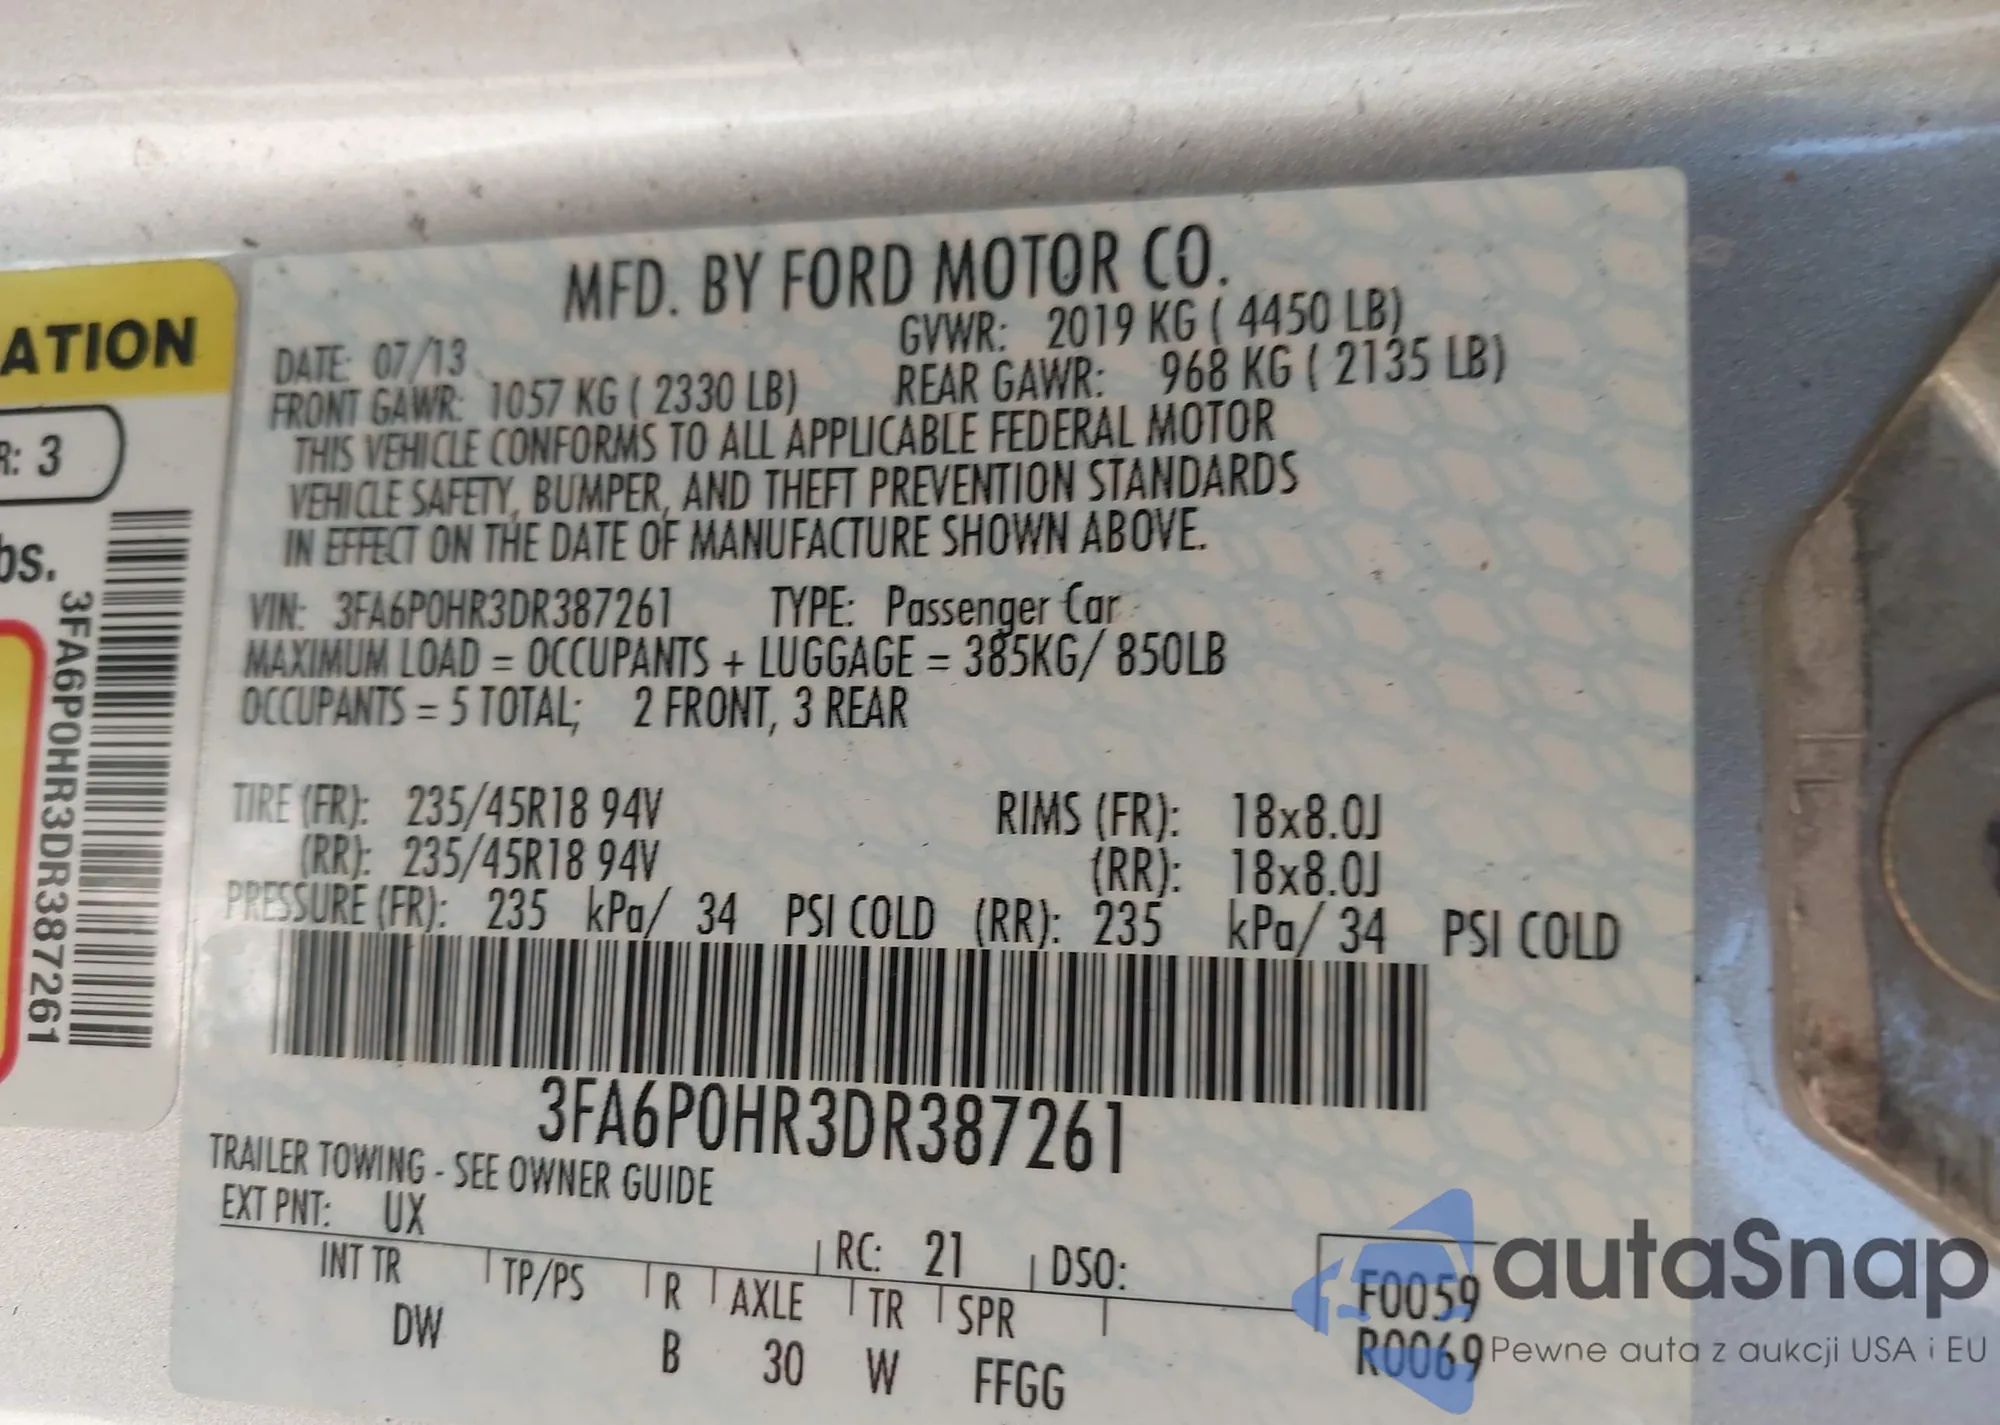 ATION
R: 3
bs.
3FA6P0HR3DR387261
MFD. BY FORD MOTOR CO.
DATE: 07/13 GVWR: 2019 KG ( 4450 LB)
FRONT GAWR: 1057 KG ( 2330 LB) REAR GAWR: 968 KG ( 2135 LB)
THIS VEHICLE CONFORMS TO ALL APPLICABLE FEDERAL MOTOR
VEHICLE SAFETY, BUMPER, AND THEFT PREVENTION STANDARDS
IN EFFECT ON THE DATE OF MANUFACTURE SHOWN ABOVE.
VIN: 3FA6P0HR3DR387261 TYPE: Passenger Car
MAXIMUM LOAD = OCCUPANTS + LUGGAGE = 385KG/ 850LB
OCCUPANTS = 5 TOTAL; 2 FRONT, 3 REAR
TIRE (FR): 235/45R18 94V RIMS (FR): 18x8.0J
(RR): 235/45R18 94V (RR): 18x8.0J
PRESSURE (FR): 235 kPa/ 34 PSI COLD (RR): 235 kPa/ 34 PSI COLD
3FA6P0HR3DR387261
TRAILER TOWING - SEE OWNER GUIDE
EXT PNT: UX RC: 21 DSO:
INT TR TP/PS R AXLE TR SPR F0059
DW B 30 W FFGG R0069
autaSnap
Pewne auta z aukcji USA i EU